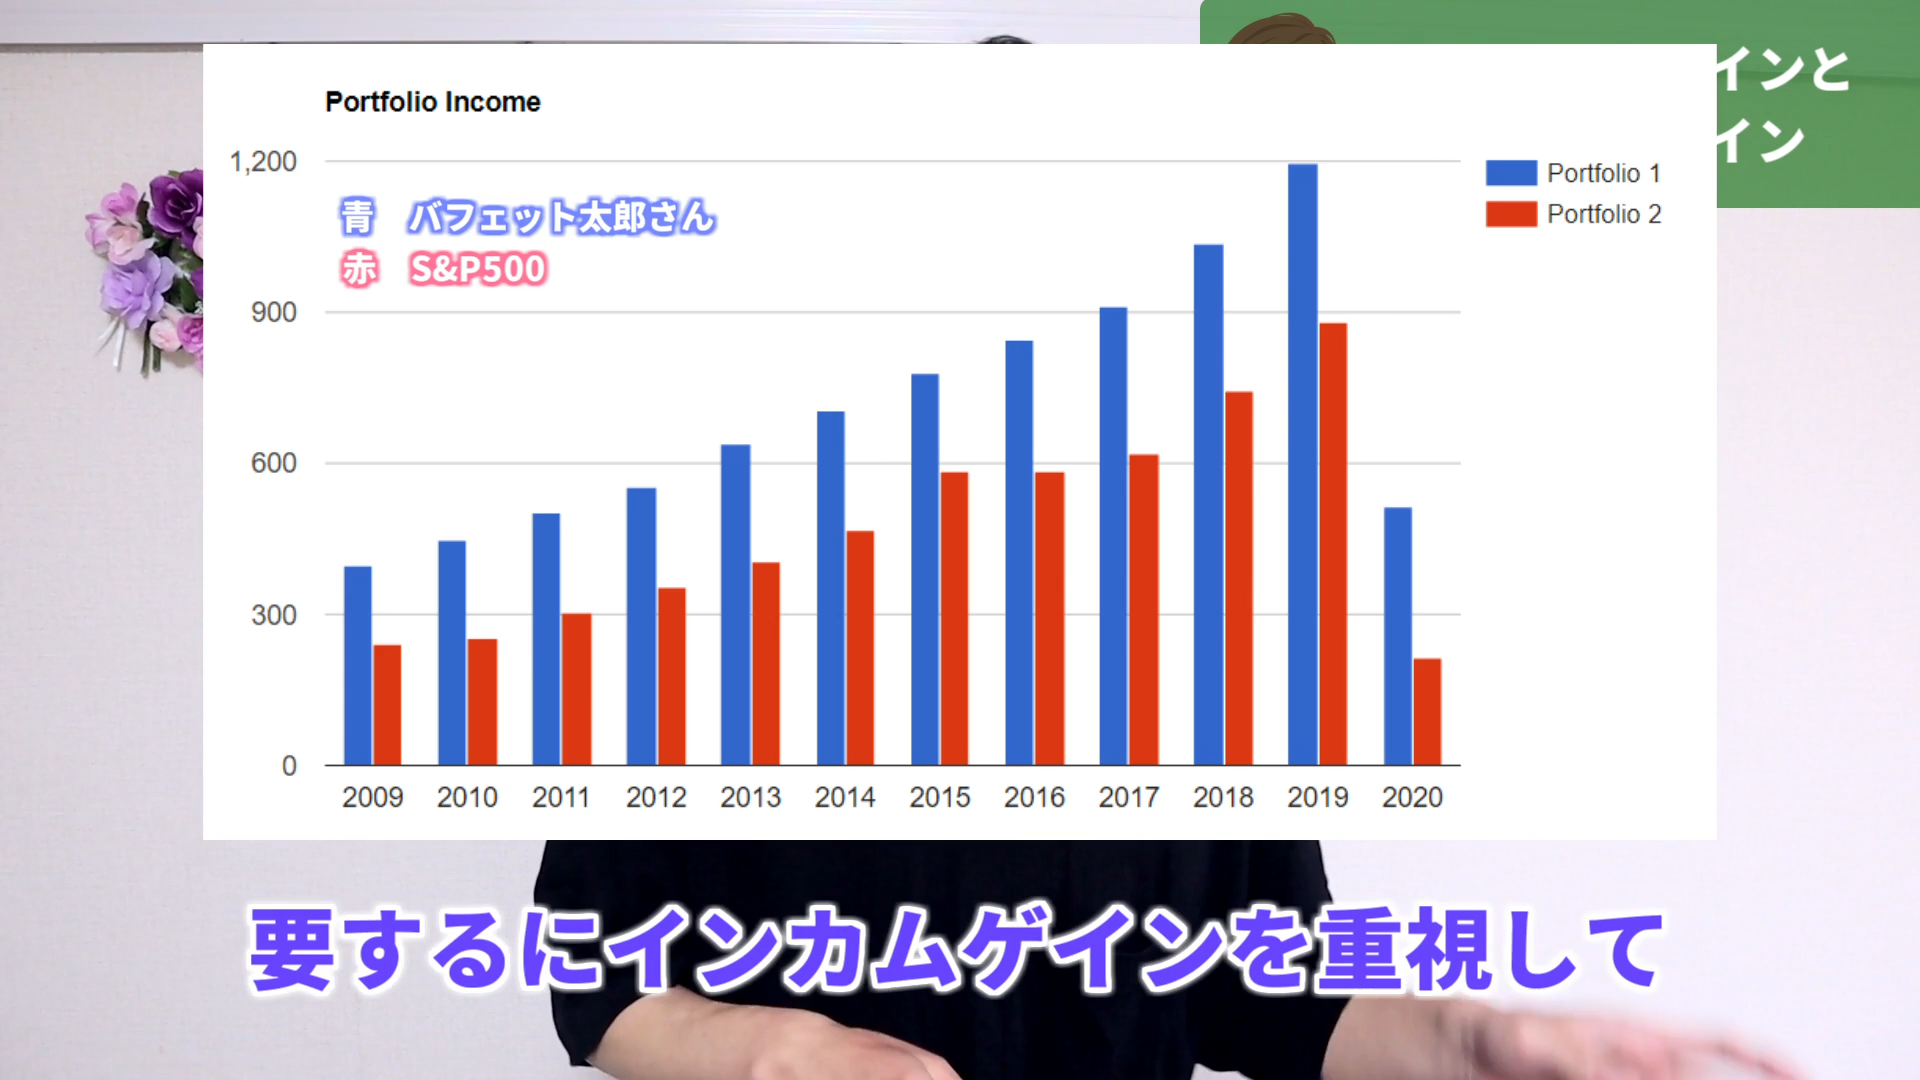 インと
イン
Portfolio Income
1,200
900
600
300
0
青 バフェット太郎さん
赤 S&P500
Portfolio 1
Portfolio 2
2009 2010 2011 2012 2013 2014 2015 2016 2017 2018 2019 2020
要するにインカムゲインを重視して